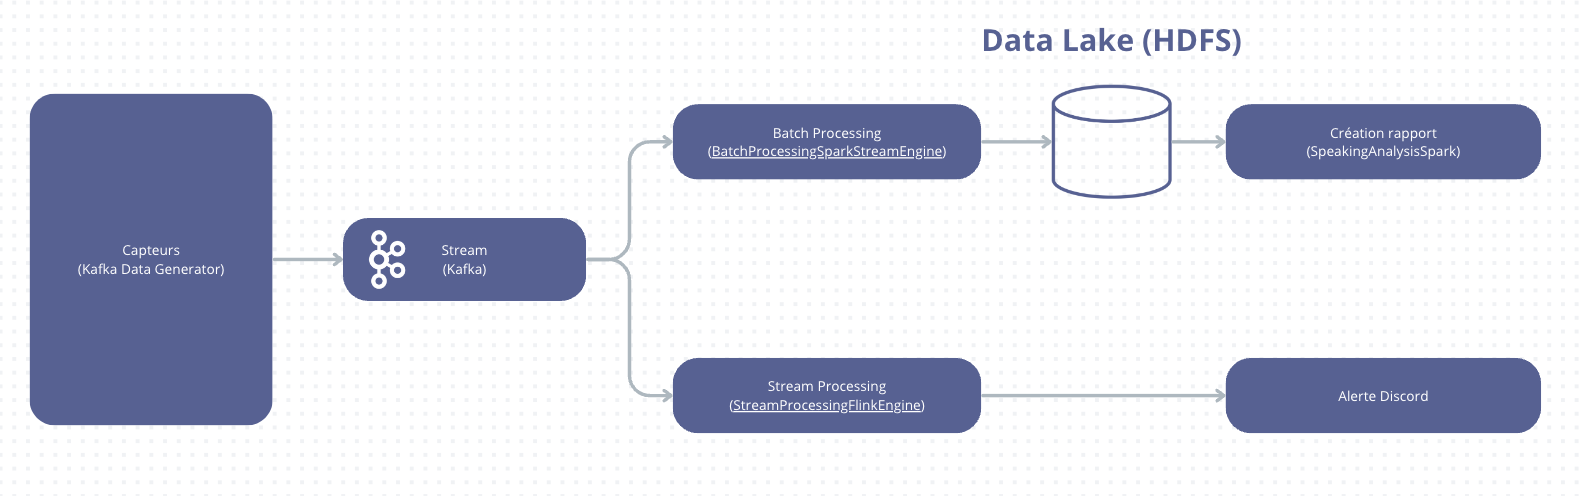 Data Lake (HDFS)
Capteurs
(Kafka Data Generator)
Stream
(Kafka)
Batch Processing
(BatchProcessingSparkStreamEngine)
Création rapport
(SpeakingAnalysisSpark)
Stream Processing
(StreamProcessingFlinkEngine)
Alerte Discord